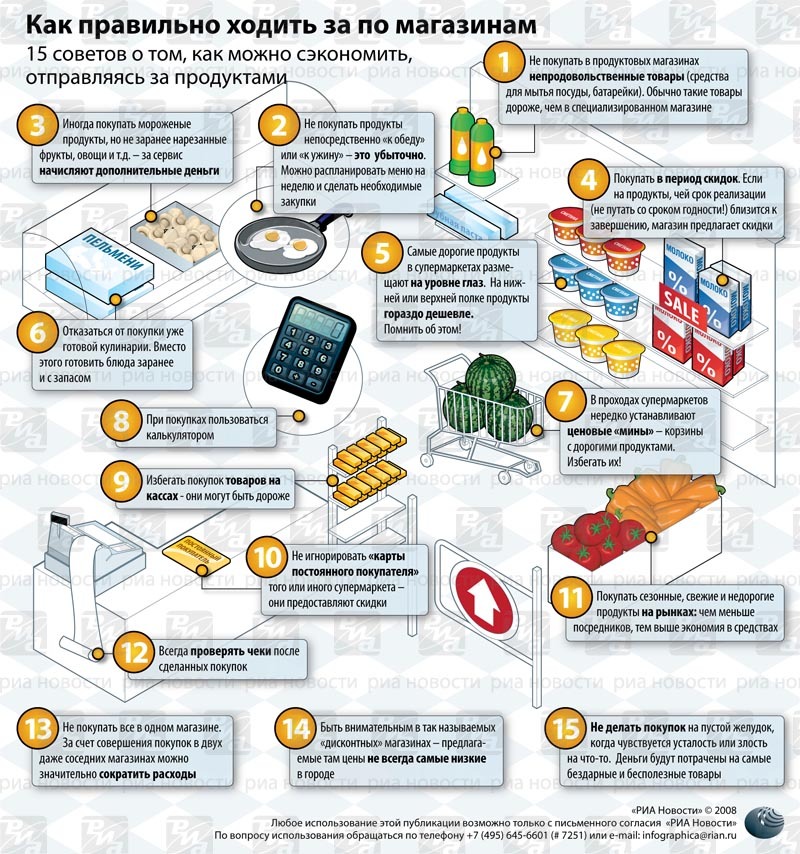 Как правильно ходить за по магазинам
15 советов о том, как можно сэкономить,
отправляясь за продуктами
1
Не покупать в продуктовых магазинах
непродовольственные товары (средства
для мытья посуды, батарейки). Обычно такие товары
дороже, чем в специализированном магазине
3
Иногда покупать мороженые
продукты, но не заранее нарезанные
фрукты, овощи и т.д. – за сервис
начисляют дополнительные деньги
2
Не покупать продукты
непосредственно «к обеду»
или «к ужину» – это убыточно.
Можно распланировать меню на
неделю и сделать необходимые
закупки
4
Покупать в период скидок. Если
на продукты, чей срок реализации
(не путать со сроком годности!) близится к
завершению, магазин предлагает скидки
ПЕЛЬМЕНИ
Зубная паста
СМЕТАНА
МОЛОКО
%
МОЛОКО
%
SALE
%
%
5
Самые дорогие продукты
в супермаркетах разме-
щают на уровне глаз. На ниж-
ней или верхней полке продукты
гораздо дешевле.
Помнить об этом!
6
Отказаться от покупки уже
готовой кулинарии. Вместо
этого готовить блюда заранее
и с запасом
7
В проходах супермаркетов
нередко устанавливают
ценовые «мины» – корзины
с дорогими продуктами.
Избегать их!
8
При покупках пользоваться
калькулятором
9
Избегать покупок товаров на
кассах - они могут быть дороже
ПОСТОЯННЫЙ
ПОКУПАТЕЛЬ
10
Не игнорировать «карты
постоянного покупателя»
того или иного супермаркета –
они предоставляют скидки
11
Покупать сезонные, свежие и недорогие
продукты на рынках: чем меньше
посредников, тем выше экономия в средствах
12
Всегда проверять чеки после
сделанных покупок
13
Не покупать все в одном магазине.
За счет совершения покупок в двух
даже соседних магазинах можно
значительно сократить расходы
14
Быть внимательным в так называемых
«дисконтных» магазинах – предлага-
емые там цены не всегда самые низкие
в городе
15
Не делать покупок на пустой желудок,
когда чувствуется усталость или злость
на что-то. Деньги будут потрачены на самые
бездарные и бесполезные товары
«РИА Новости» © 2008
Любое использование этой публикации возможно только с письменного согласия «РИА Новости»
По вопросу использования обращаться по телефону +7 (495) 645-6601 (# 7251) или e-mail: infographica@rian.ru